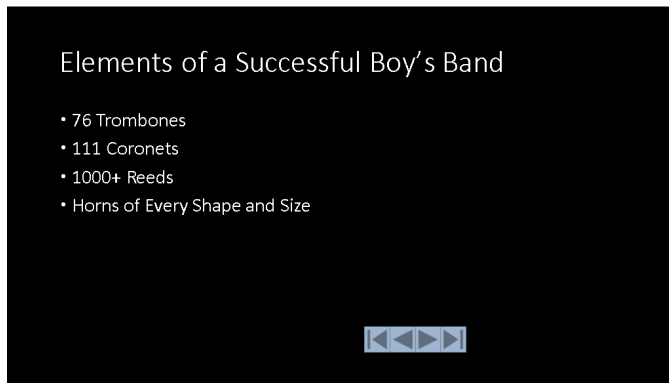 Elements of a Successful Boy's Band
• 76 Trombones
• 111 Coronets
• 1000+ Reeds
• Horns of Every Shape and Size